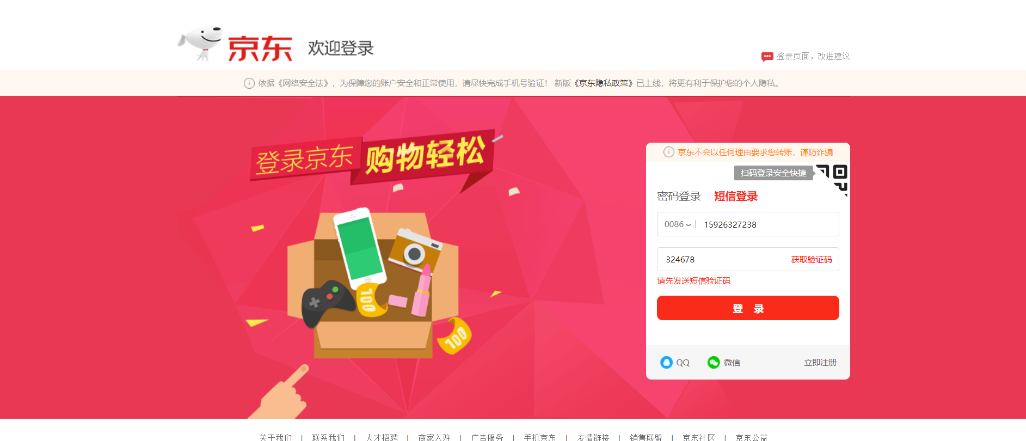 京东 欢迎登录
登录页面，改进建议
依据《网络安全法》，为保障您的账户安全和正常使用，请尽快完成手机号验证！ 新版《京东隐私政策》已上线，将更有利于保护您的个人隐私。
登录京东 购物轻松
100
100
京东不会以任何理由要求您转账，谨防诈骗
扫码登录安全快捷
密码登录 短信登录
0086 15926327238
324678 获取验证码
请先发送短信验证码
登 录
QQ 微信 立即注册
关于我们 | 联系我们 | 人才招聘 | 商家入驻 | 广告服务 | 手机京东 | 友情链接 | 销售联盟 | 京东社区 | 京东公益